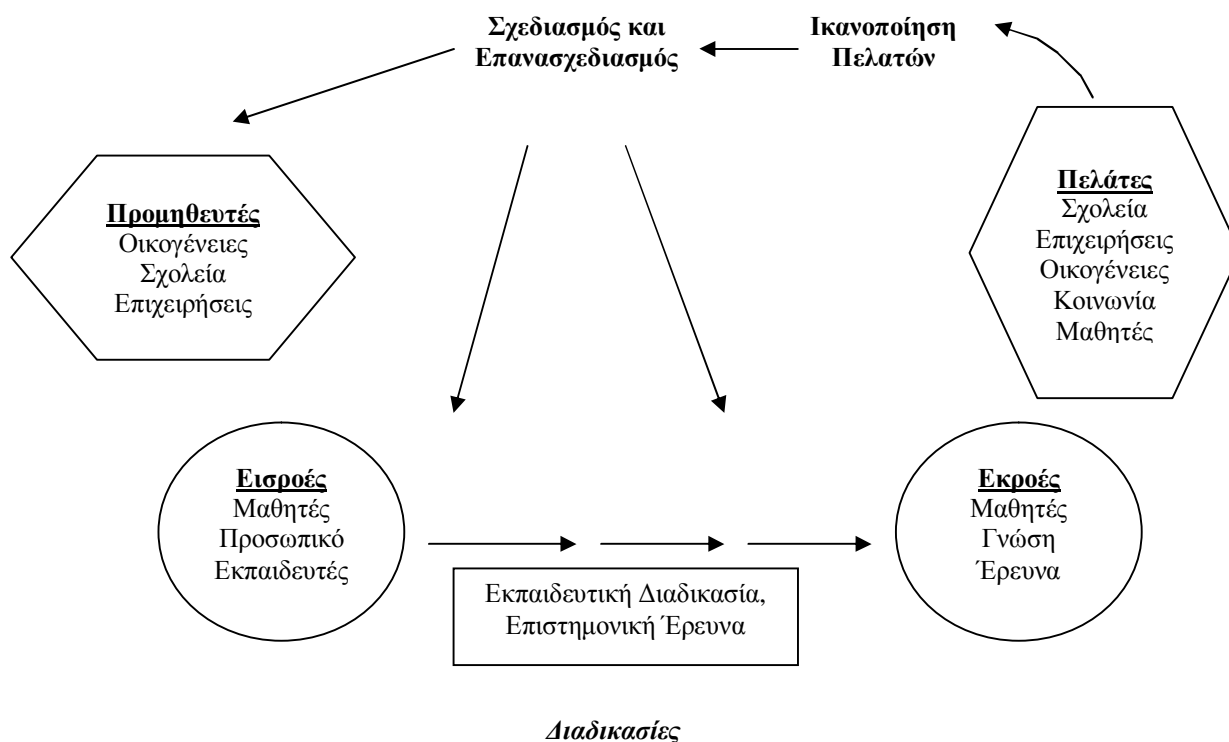 Σχεδιασμός και
Επανασχεδιασμός
Ικανοποίηση
Πελατών
Προμηθευτές
Οικογένειες
Σχολεία
Επιχειρήσεις
Πελάτες
Σχολεία
Επιχειρήσεις
Οικογένειες
Κοινωνία
Μαθητές
Εισροές
Μαθητές
Προσωπικό
Εκπαιδευτές
Εκπαιδευτική Διαδικασία,
Επιστημονική Έρευνα
Εκροές
Μαθητές
Γνώση
Έρευνα
Διαδικασίες